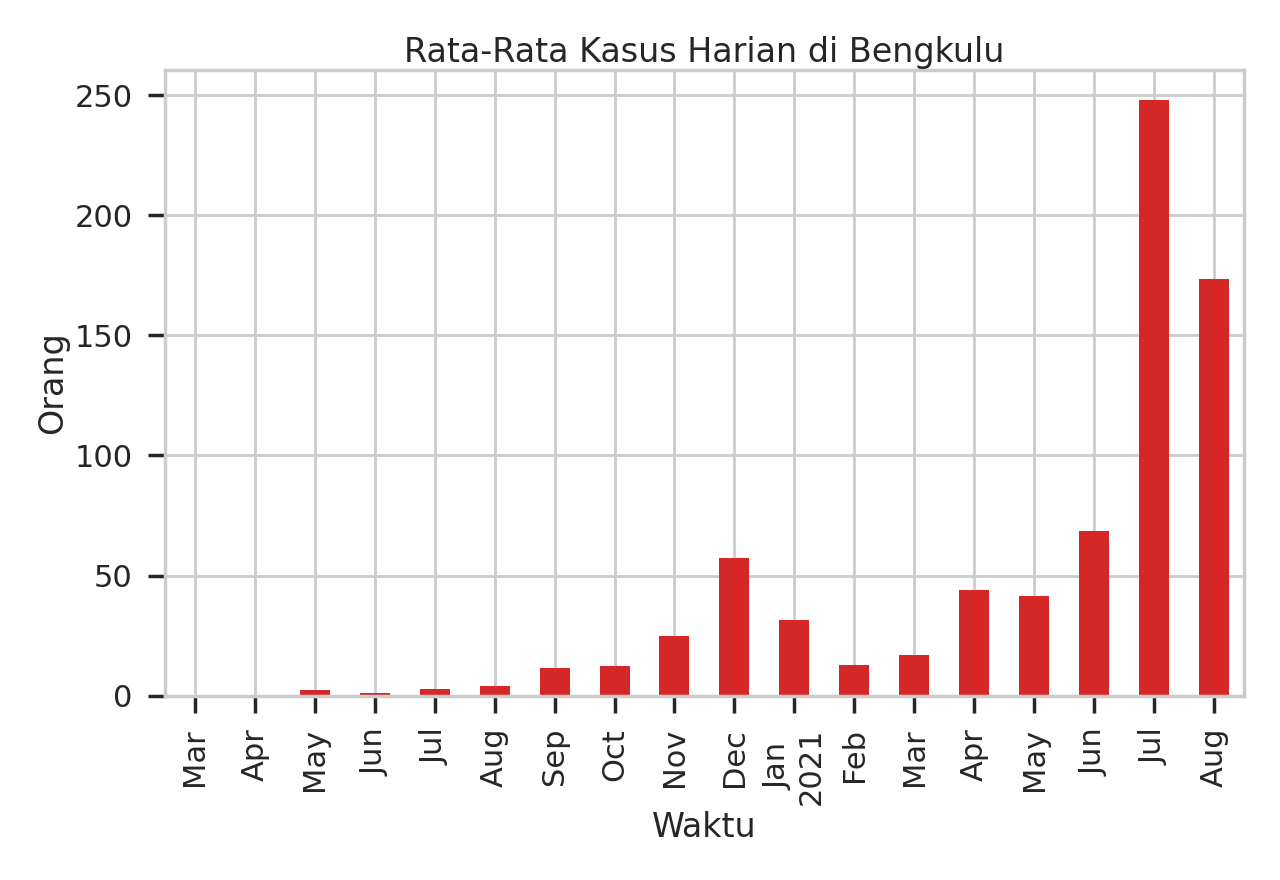 Rata-Rata Kasus Harian di Bengkulu
Orang
250
200
150
100
50
0
Mar
Apr
May
Jun
Jul
Aug
Sep
Oct
Nov
Dec
Jan
2021
Feb
Mar
Apr
May
Jun
Jul
Aug
Waktu